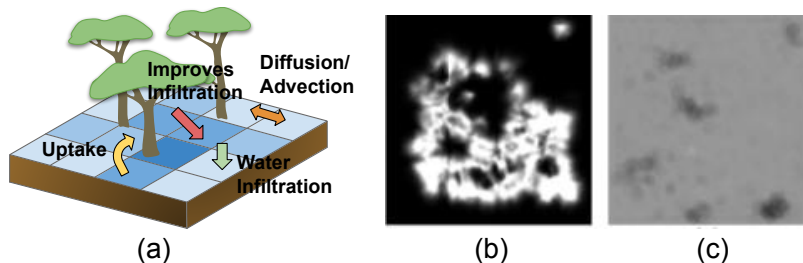 Improves
Infiltration
Diffusion/
Advection
Uptake
Water
Infiltration
(a)
(b)
(c)